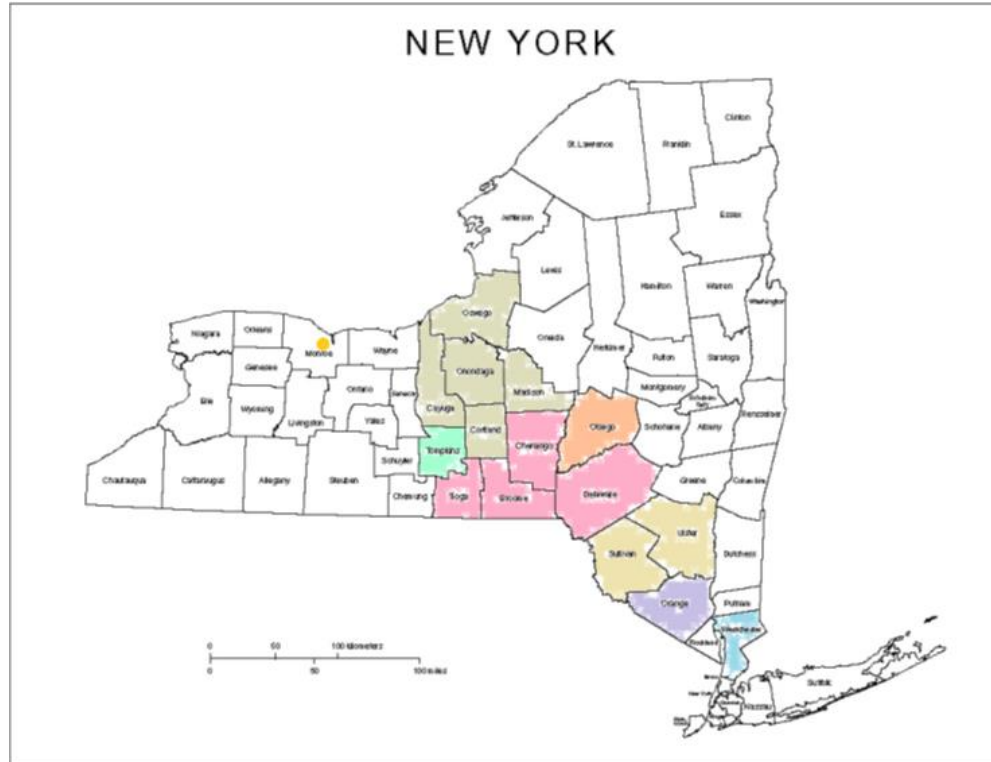 NEW YORK
Clinton
St. Lawrence
Franklin
Essex
Jefferson
Lewis
Hamilton
Warren
Washington
Oswego
Oneida
Herkimer
Niagara
Orleans
Monroe
Wayne
Fulton
Saratoga
Genesee
Onondaga
Madison
Montgomery
Erie
Ontario
Cayuga
Wyoming
Livingston
Yates
Cortland
Otsego
Schoharie
Albany
Rensselaer
Chenango
Schuyler
Chautauqua
Cattaraugus
Allegany
Steuben
Chemung
Tioga
Broome
Delaware
Greene
Columbia
Ulster
Sullivan
Dutchess
Orange
Putnam
Westchester
Rockland
0 50 100 kilometers
0 50 100 miles
Suffolk
Nassau